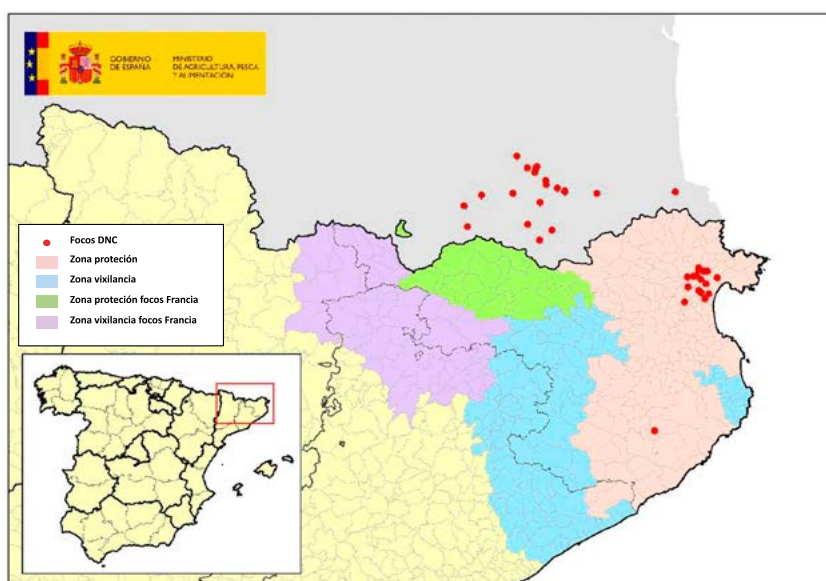 GOBIERNO
DE ESPAÑA
MINISTERIO
DE AGRICULTURA, PESCA
Y ALIMENTACIÓN
Focos DNC
Zona proteción
Zona vixilancia
Zona proteción focos Francia
Zona vixilancia focos Francia